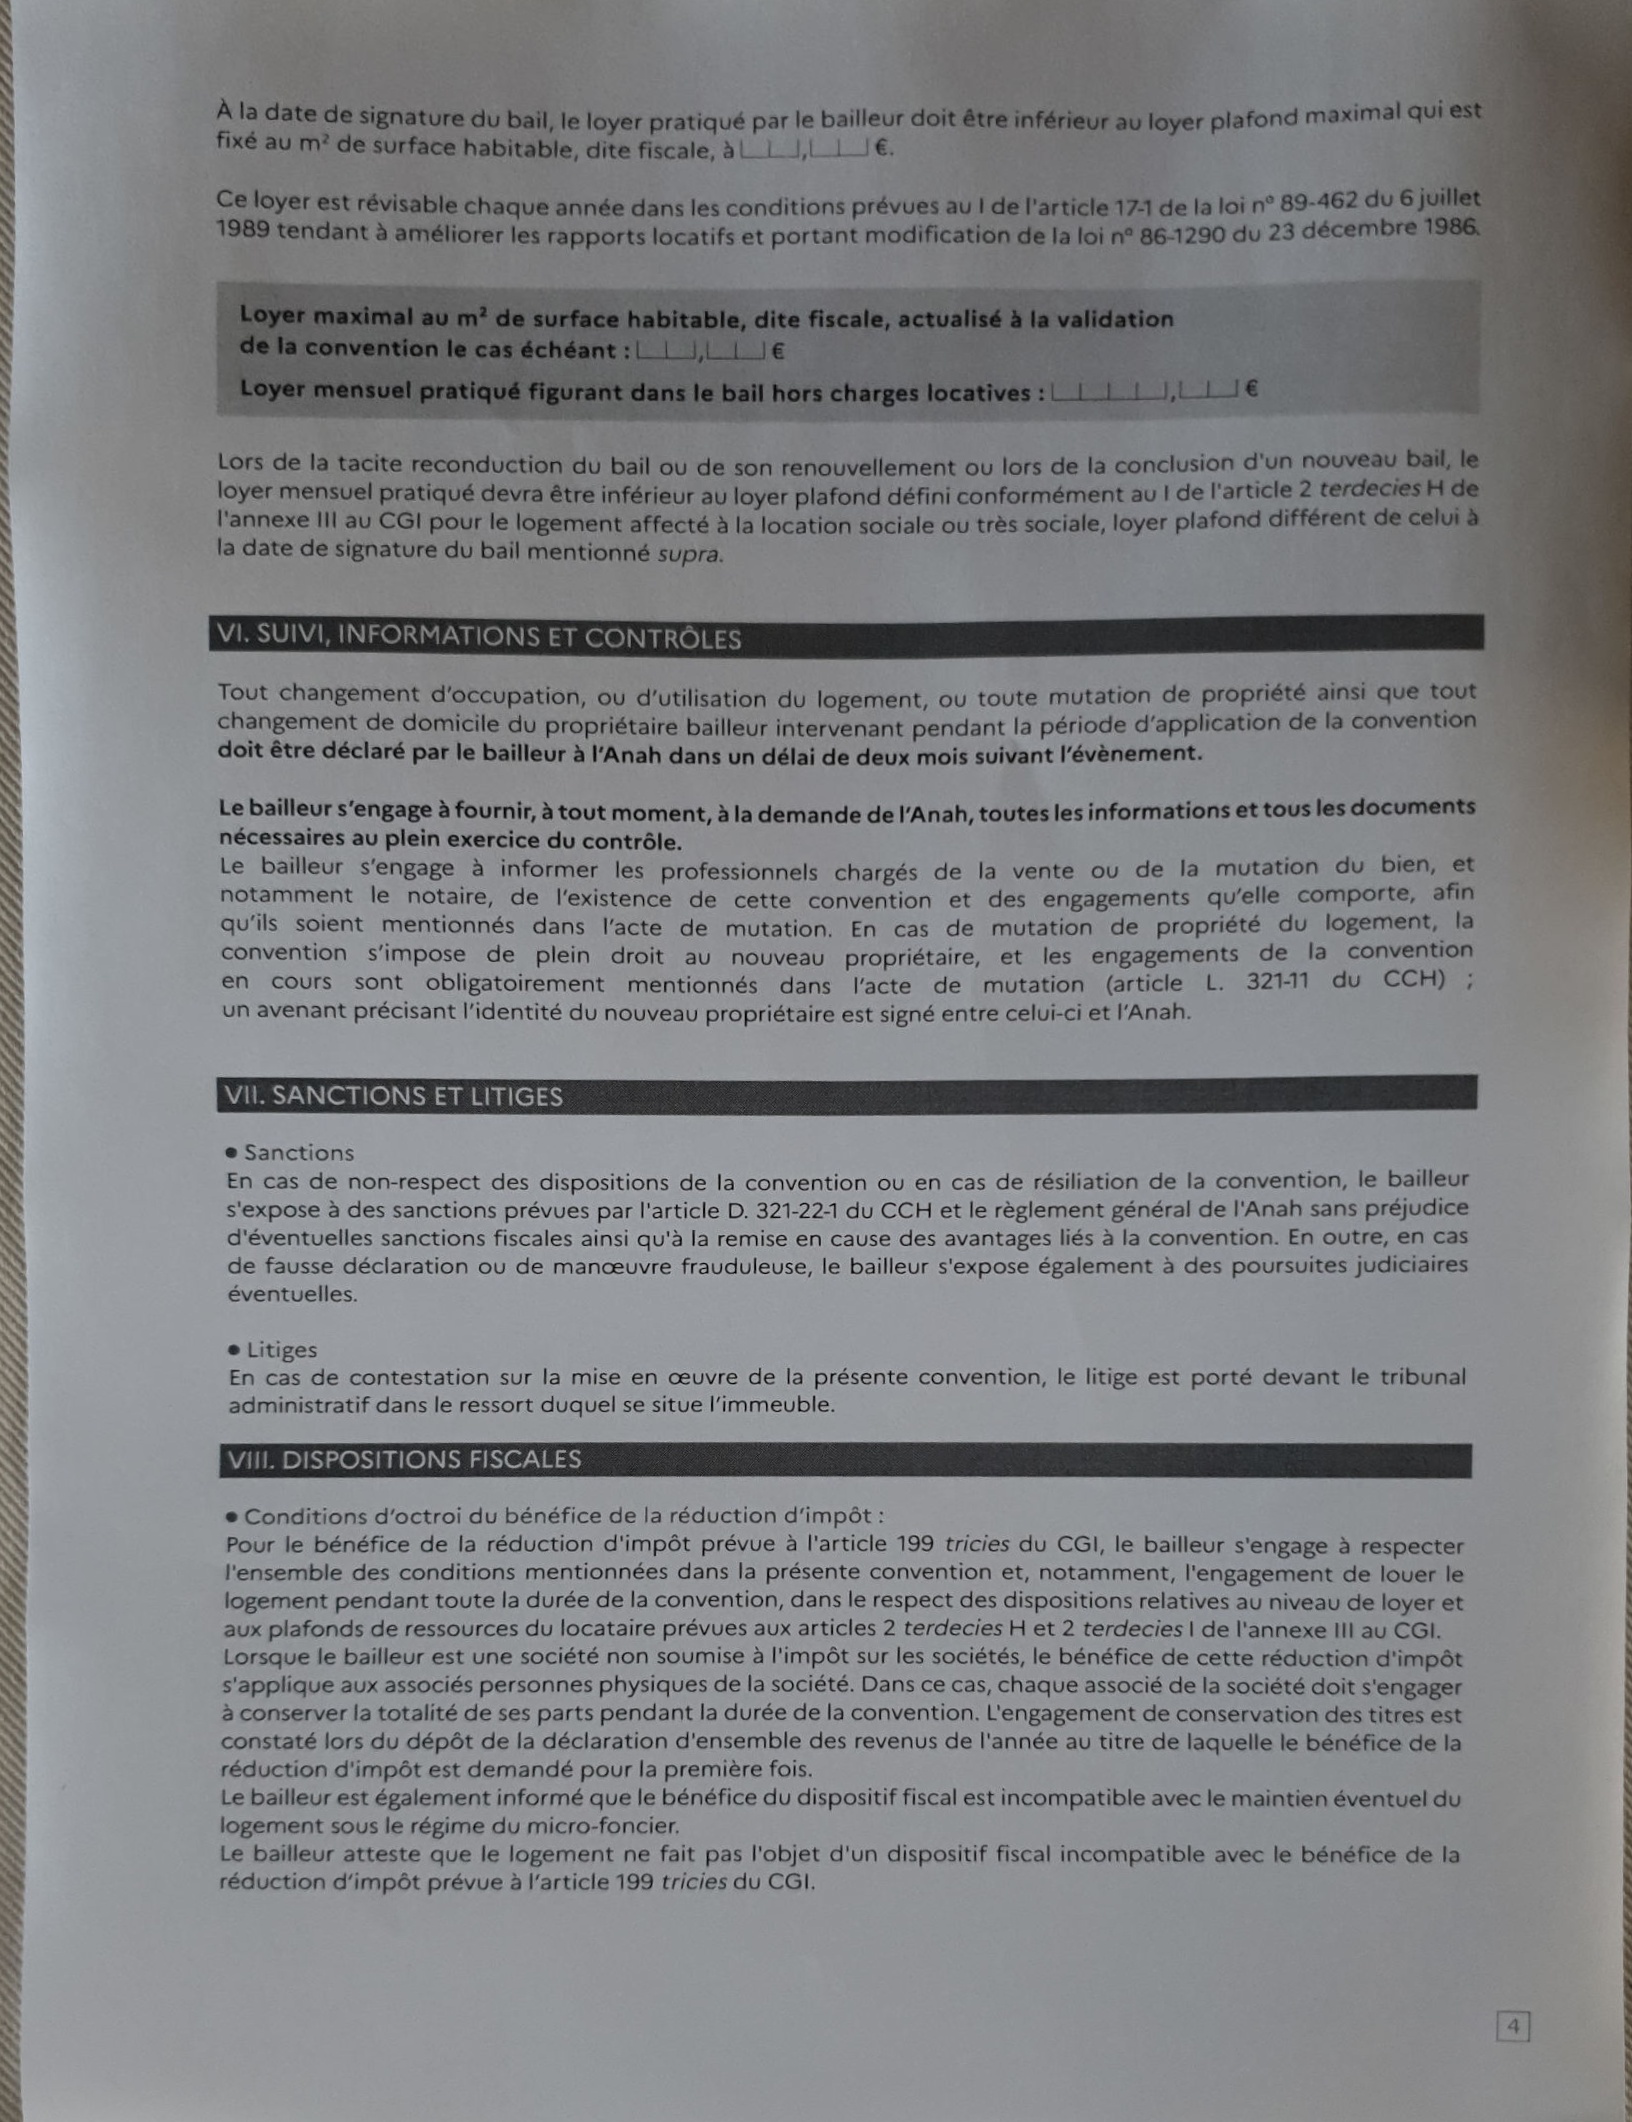 À la date de signature du bail, le loyer pratiqué par le bailleur doit être inférieur au loyer plafond maximal qui est
fixé au m² de surface habitable, dite fiscale, à |_|_|,|_|_| €.
Ce loyer est révisable chaque année dans les conditions prévues au I de l'article 17-1 de la loi n° 89-462 du 6 juillet
1989 tendant à améliorer les rapports locatifs et portant modification de la loi n° 86-1290 du 23 décembre 1986.
Loyer maximal au m² de surface habitable, dite fiscale, actualisé à la validation
de la convention le cas échéant : |_|_|,|_|_| €
Loyer mensuel pratiqué figurant dans le bail hors charges locatives : |_|_|_|_|,|_|_| €
Lors de la tacite reconduction du bail ou de son renouvellement ou lors de la conclusion d'un nouveau bail, le
loyer mensuel pratiqué devra être inférieur au loyer plafond défini conformément au I de l'article 2 terdecies H de
l'annexe III au CGI pour le logement affecté à la location sociale ou très sociale, loyer plafond différent de celui à
la date de signature du bail mentionné supra.
VI. SUIVI, INFORMATIONS ET CONTRÔLES
Tout changement d'occupation, ou d'utilisation du logement, ou toute mutation de propriété ainsi que tout
changement de domicile du propriétaire bailleur intervenant pendant la période d'application de la convention
doit être déclaré par le bailleur à l'Anah dans un délai de deux mois suivant l'évènement.
Le bailleur s'engage à fournir, à tout moment, à la demande de l'Anah, toutes les informations et tous les documents
nécessaires au plein exercice du contrôle.
Le bailleur s'engage à informer les professionnels chargés de la vente ou de la mutation du bien, et
notamment le notaire, de l'existence de cette convention et des engagements qu'elle comporte, afin
qu'ils soient mentionnés dans l'acte de mutation. En cas de mutation de propriété du logement, la
convention s'impose de plein droit au nouveau propriétaire, et les engagements de la convention
en cours sont obligatoirement mentionnés dans l'acte de mutation (article L. 321-11 du CCH) ;
un avenant précisant l'identité du nouveau propriétaire est signé entre celui-ci et l'Anah.
VII. SANCTIONS ET LITIGES
• Sanctions
En cas de non-respect des dispositions de la convention ou en cas de résiliation de la convention, le bailleur
s'expose à des sanctions prévues par l'article D. 321-22-1 du CCH et le règlement général de l'Anah sans préjudice
d'éventuelles sanctions fiscales ainsi qu'à la remise en cause des avantages liés à la convention. En outre, en cas
de fausse déclaration ou de manœuvre frauduleuse, le bailleur s'expose également à des poursuites judiciaires
éventuelles.
• Litiges
En cas de contestation sur la mise en œuvre de la présente convention, le litige est porté devant le tribunal
administratif dans le ressort duquel se situe l'immeuble.
VIII. DISPOSITIONS FISCALES
• Conditions d'octroi du bénéfice de la réduction d'impôt :
Pour le bénéfice de la réduction d'impôt prévue à l'article 199 tricies du CGI, le bailleur s'engage à respecter
l'ensemble des conditions mentionnées dans la présente convention et, notamment, l'engagement de louer le
logement pendant toute la durée de la convention, dans le respect des dispositions relatives au niveau de loyer et
aux plafonds de ressources du locataire prévues aux articles 2 terdecies H et 2 terdecies I de l'annexe III au CGI.
Lorsque le bailleur est une société non soumise à l'impôt sur les sociétés, le bénéfice de cette réduction d'impôt
s'applique aux associés personnes physiques de la société. Dans ce cas, chaque associé de la société doit s'engager
à conserver la totalité de ses parts pendant la durée de la convention. L'engagement de conservation des titres est
constaté lors du dépôt de la déclaration d'ensemble des revenus de l'année au titre de laquelle le bénéfice de la
réduction d'impôt est demandé pour la première fois.
Le bailleur est également informé que le bénéfice du dispositif fiscal est incompatible avec le maintien éventuel du
logement sous le régime du micro-foncier.
Le bailleur atteste que le logement ne fait pas l'objet d'un dispositif fiscal incompatible avec le bénéfice de la
réduction d'impôt prévue à l'article 199 tricies du CGI.
4